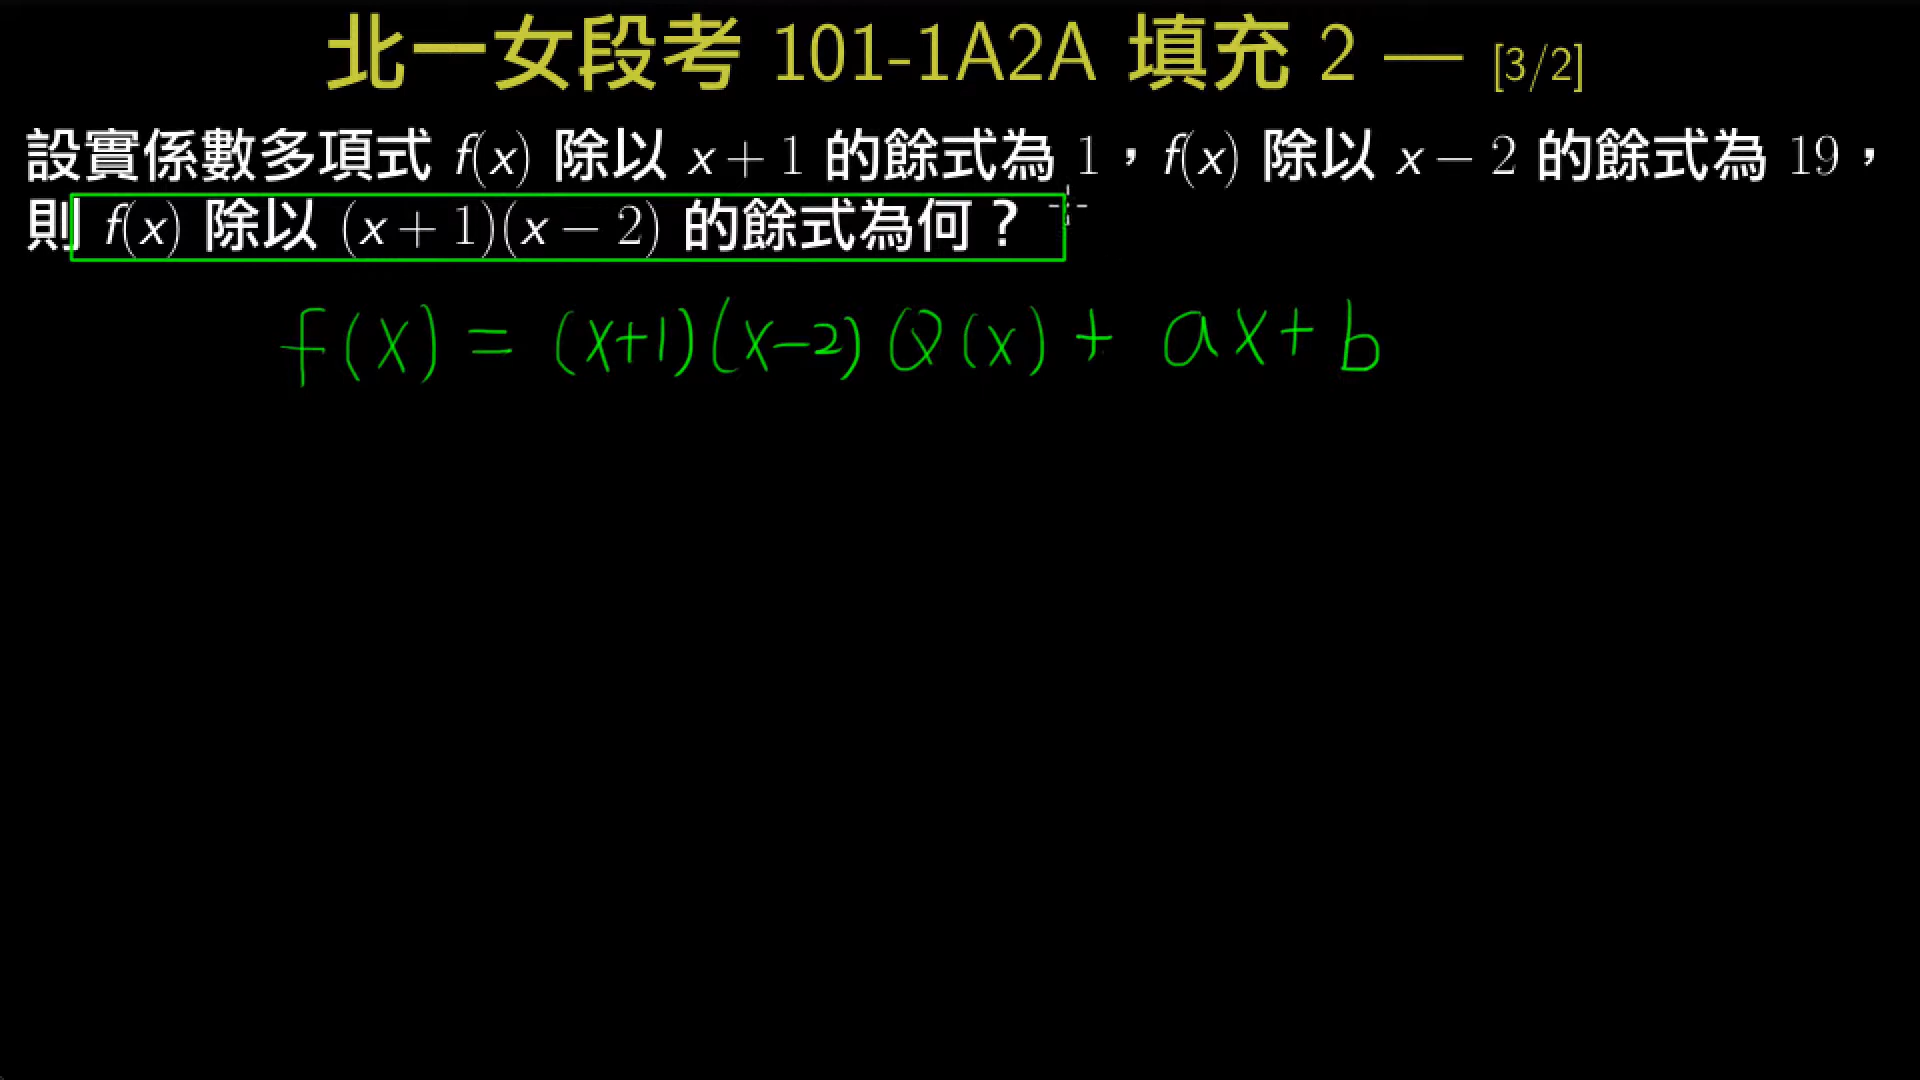 北一女段考 101-1A2A 填充 2 — [3/2]
設實係數多項式 f(x) 除以 x + 1 的餘式為 1，f(x) 除以 x − 2 的餘式為 19，
則 f(x) 除以 (x + 1)(x − 2) 的餘式為何？
f(x) = (x+1)(x-2)Q(x) + ax + b